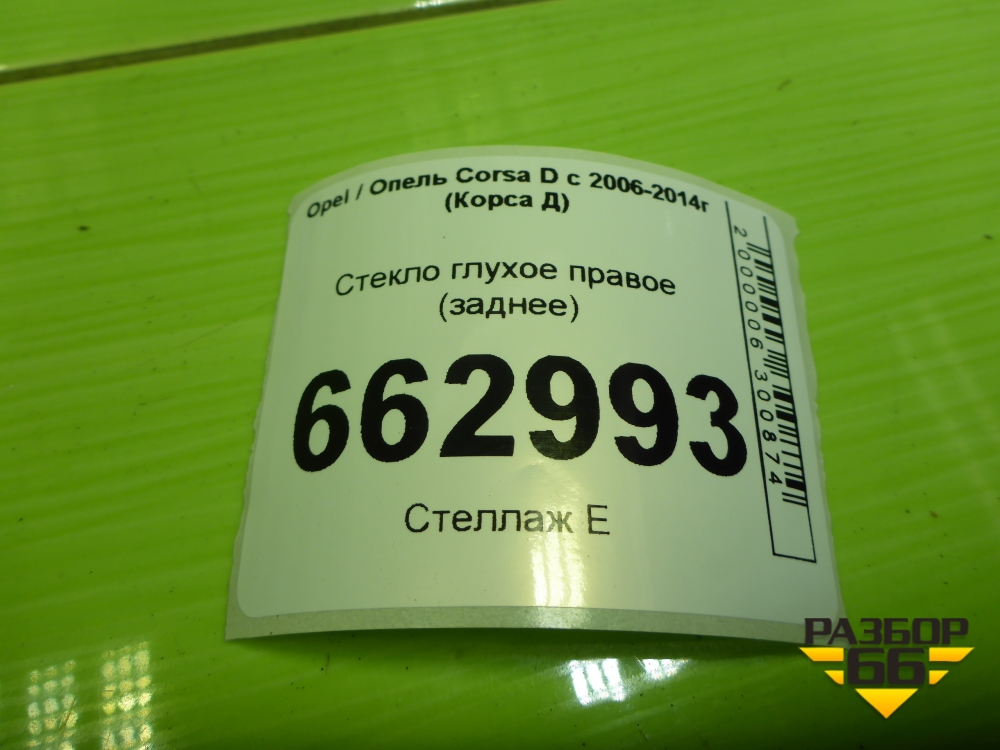 Opel / Опель Corsa D с 2006-2014г
(Корса Д)
Стекло глухое правое
(заднее)
662993
Стеллаж Е
2000006300874
РАЗБОР
66